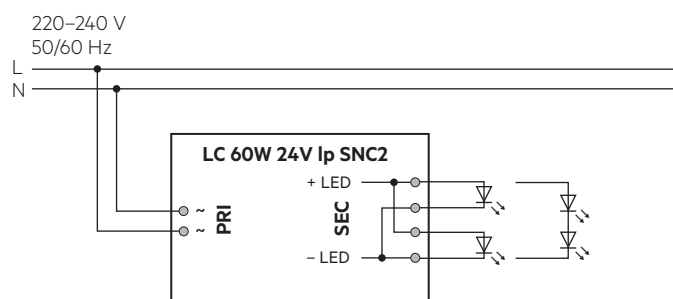 220–240 V
50/60 Hz
L
N
LC 60W 24V lp SNC2
+ LED
~
~
PRI
SEC
– LED